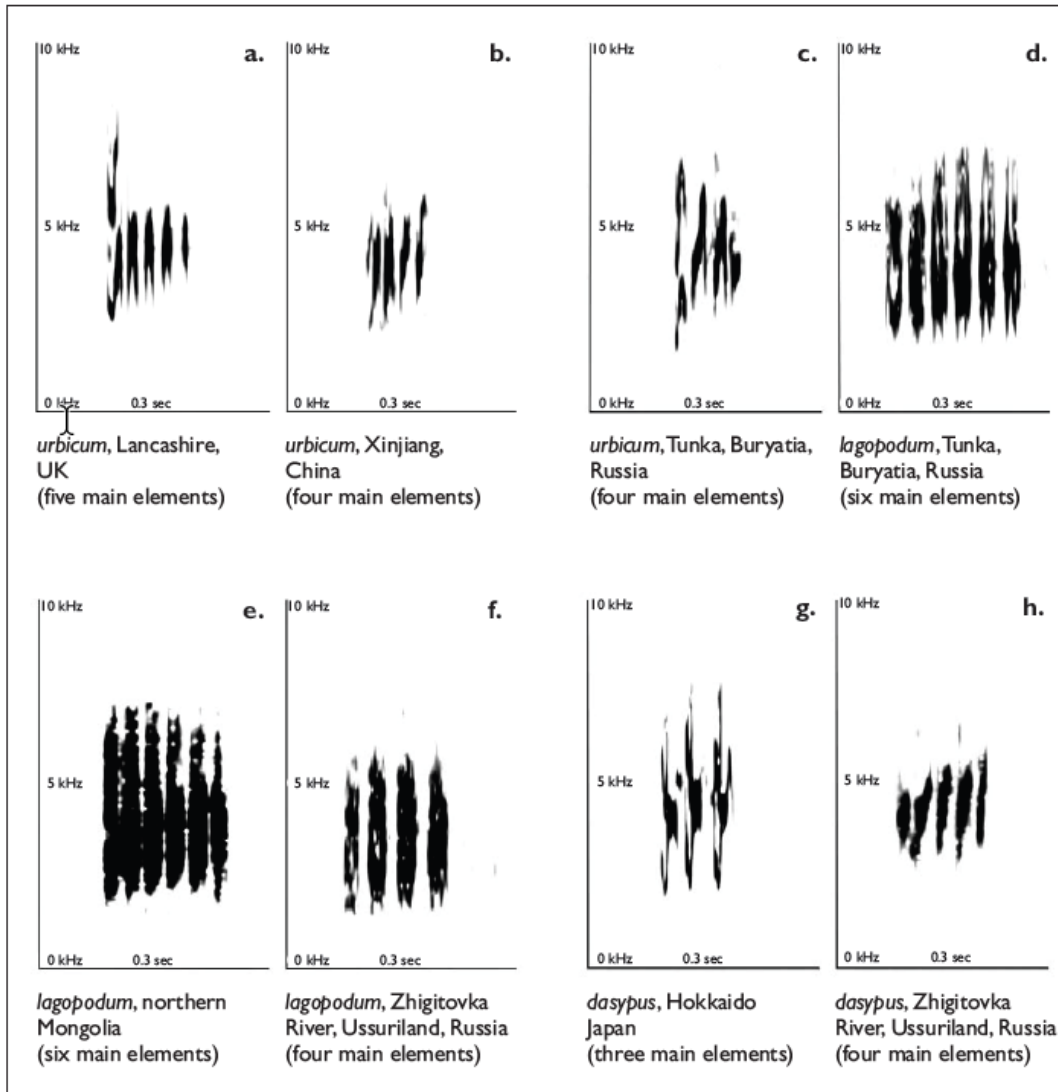 10 kHz
a.
5 kHz
0 kHz
0.3 sec
urbicum, Lancashire,
UK
(five main elements)
10 kHz
b.
5 kHz
0 kHz
0.3 sec
urbicum, Xinjiang,
China
(four main elements)
10 kHz
c.
5 kHz
0 kHz
0.3 sec
urbicum, Tunka, Buryatia,
Russia
(four main elements)
10 kHz
d.
5 kHz
0 kHz
0.3 sec
lagopodum, Tunka,
Buryatia, Russia
(six main elements)
10 kHz
e.
5 kHz
0 kHz
0.3 sec
lagopodum, northern
Mongolia
(six main elements)
10 kHz
f.
5 kHz
0 kHz
0.3 sec
lagopodum, Zhigitovka
River, Ussuriland, Russia
(four main elements)
10 kHz
g.
5 kHz
0 kHz
0.3 sec
dasypus, Hokkaido
Japan
(three main elements)
10 kHz
h.
5 kHz
0 kHz
0.3 sec
dasypus, Zhigitovka
River, Ussuriland, Russia
(four main elements)